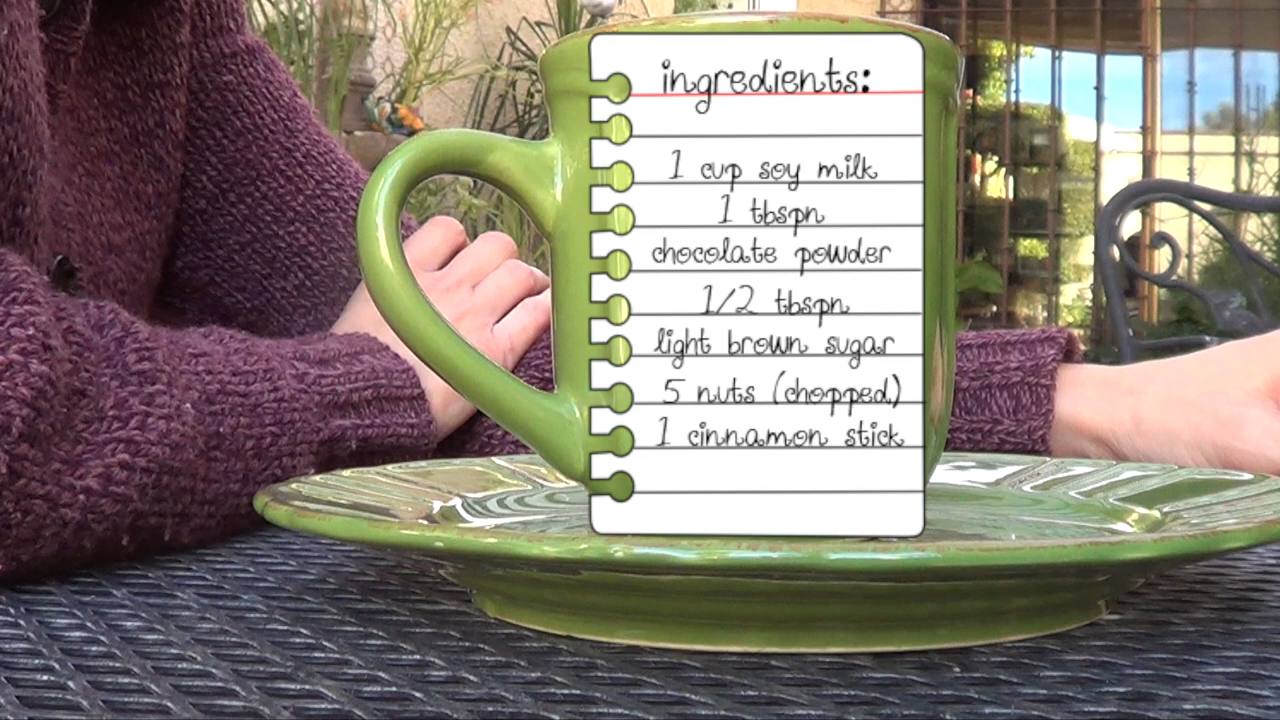 ingredients:
1 cup soy milk
1 tbspn
chocolate powder
1/2 tbspn
light brown sugar
5 nuts (chopped)
1 cinnamon stick